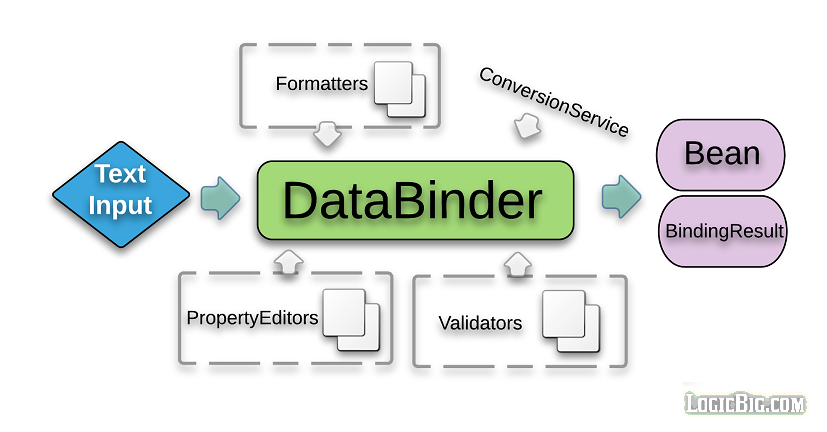 Formatters
ConversionService
Text
Input
DataBinder
Bean
BindingResult
PropertyEditors
Validators
LogicBig.com